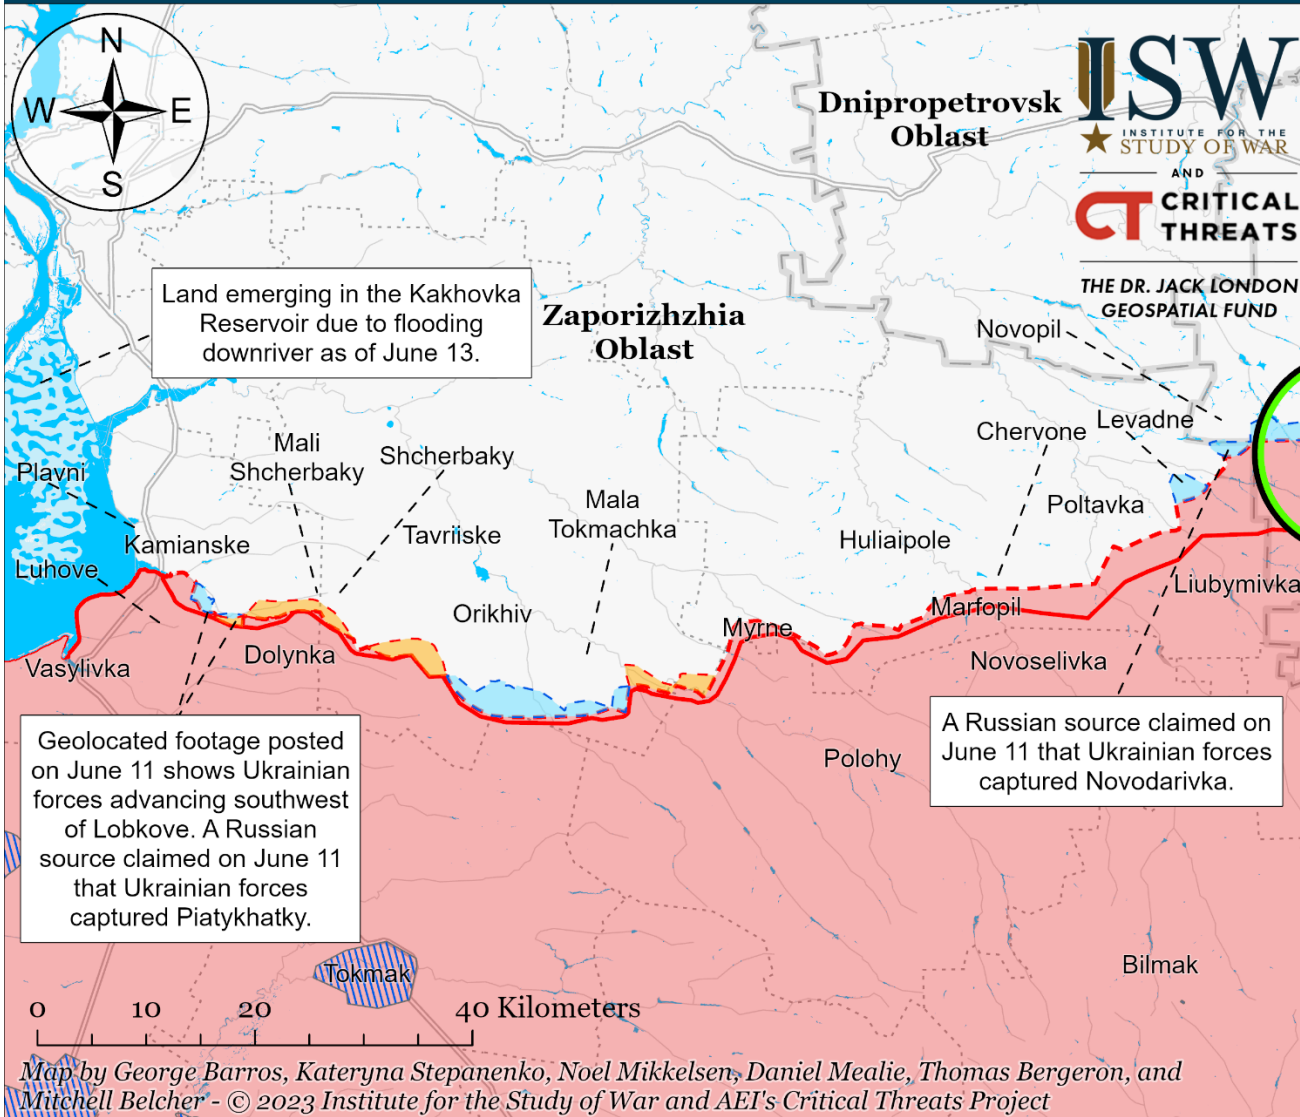 N
W
E
S
Dnipropetrovsk
Oblast
ISW
INSTITUTE FOR THE
STUDY OF WAR
AND
CT CRITICAL
THREATS
THE DR. JACK LONDON
GEOSPATIAL FUND
Land emerging in the Kakhovka
Reservoir due to flooding
downriver as of June 13.
Zaporizhzhia
Oblast
Novopil
Levadne
Chervone
Mali
Shcherbaky
Shcherbaky
Plavni
Mala
Tokmachka
Poltavka
Tavriiske
Huliaipole
Kamianske
Luhove
Liubymivka
Orikhiv
Marfopil
Myrne
Dolynka
Vasylivka
Novoselivka
Geolocated footage posted
on June 11 shows Ukrainian
forces advancing southwest
of Lobkove. A Russian
source claimed on June 11
that Ukrainian forces
captured Piatykhatky.
A Russian source claimed on
June 11 that Ukrainian forces
captured Novodarivka.
Polohy
Tokmak
Bilmak
0 10 20 40 Kilometers
Map by George Barros, Kateryna Stepanenko, Noel Mikkelsen, Daniel Mealie, Thomas Bergeron, and
Mitchell Belcher - © 2023 Institute for the Study of War and AEI's Critical Threats Project